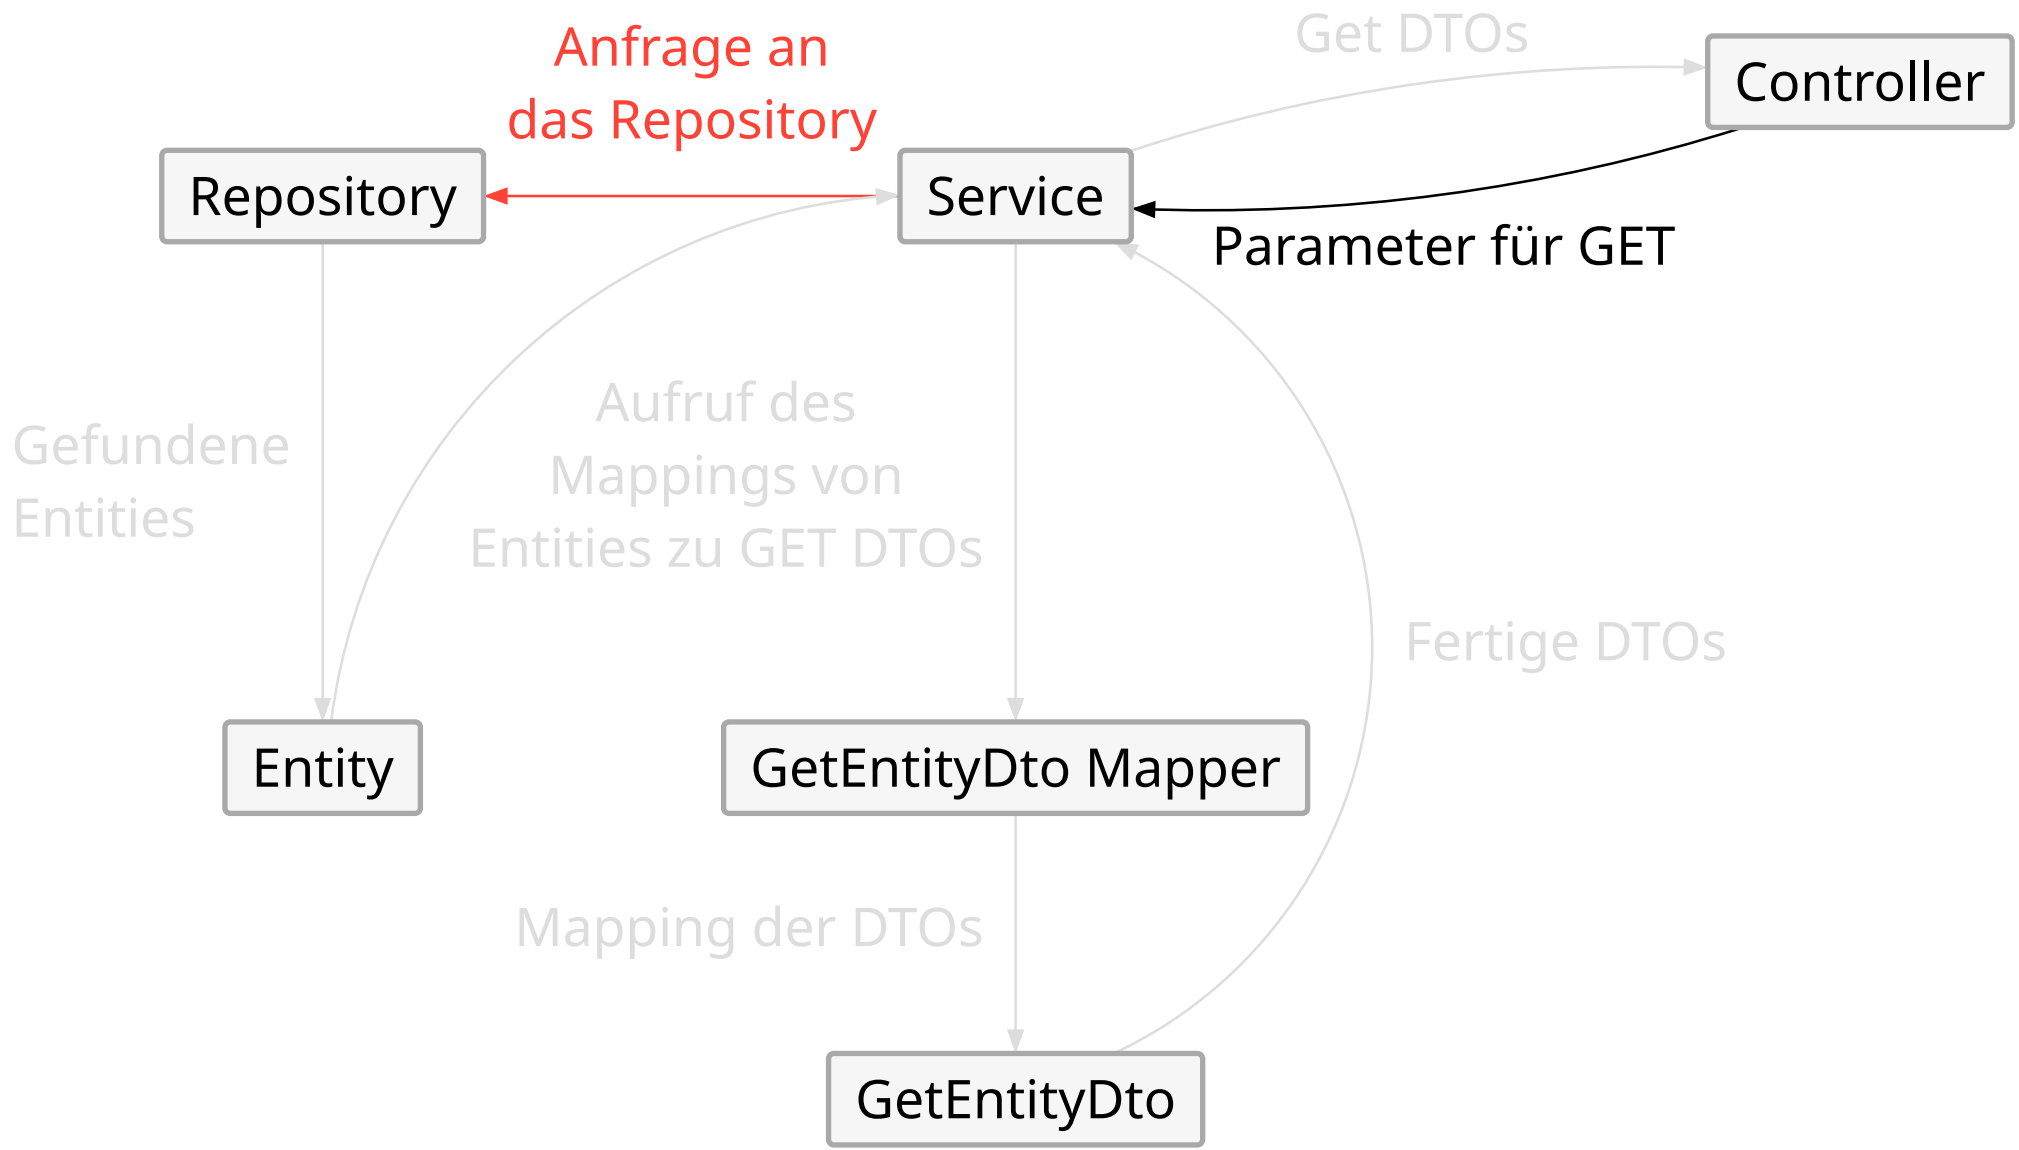 Get DTOs
Anfrage an
das Repository
Controller
Repository
Service
Parameter für GET
Gefundene
Entities
Aufruf des
Mappings von
Entities zu GET DTOs
Fertige DTOs
Entity
GetEntityDto Mapper
Mapping der DTOs
GetEntityDto